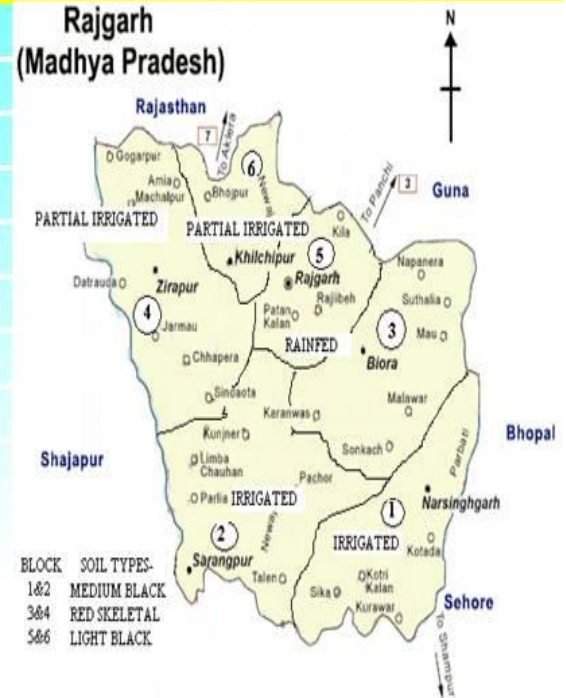 Rajgarh
(Madhya Pradesh)
N
Rajasthan
7
To Aklera
6
Gogarpur
Amla
Machalpur
Bhojpur
Newaj
To Panchi
3
Guna
PARTIAL IRRIGATED
PARTIAL IRRIGATED
Kila
Khilchipur
5
Napanera
Datrauda
Zirapur
Rajgarh
Suthalia
4
Jarmau
Patan
Kalan
Rajlibeh
3
Mau
RAINFED
Biora
Chhapera
Sindaota
Karanwas
Malawar
Kunjner
Sonkach
Parbati
Bhopal
Shajapur
Limba
Chauhan
Pachor
Narsinghgarh
Parlia
IRRIGATED
1
IRRIGATED
2
Newaj
Kotada
Sarangpur
Talen
Sika
Kotri
Kalan
Kurawar
Sehore
To Shampur
BLOCK SOIL TYPES-
1&2 MEDIUM BLACK
3&4 RED SKELETAL
5&6 LIGHT BLACK